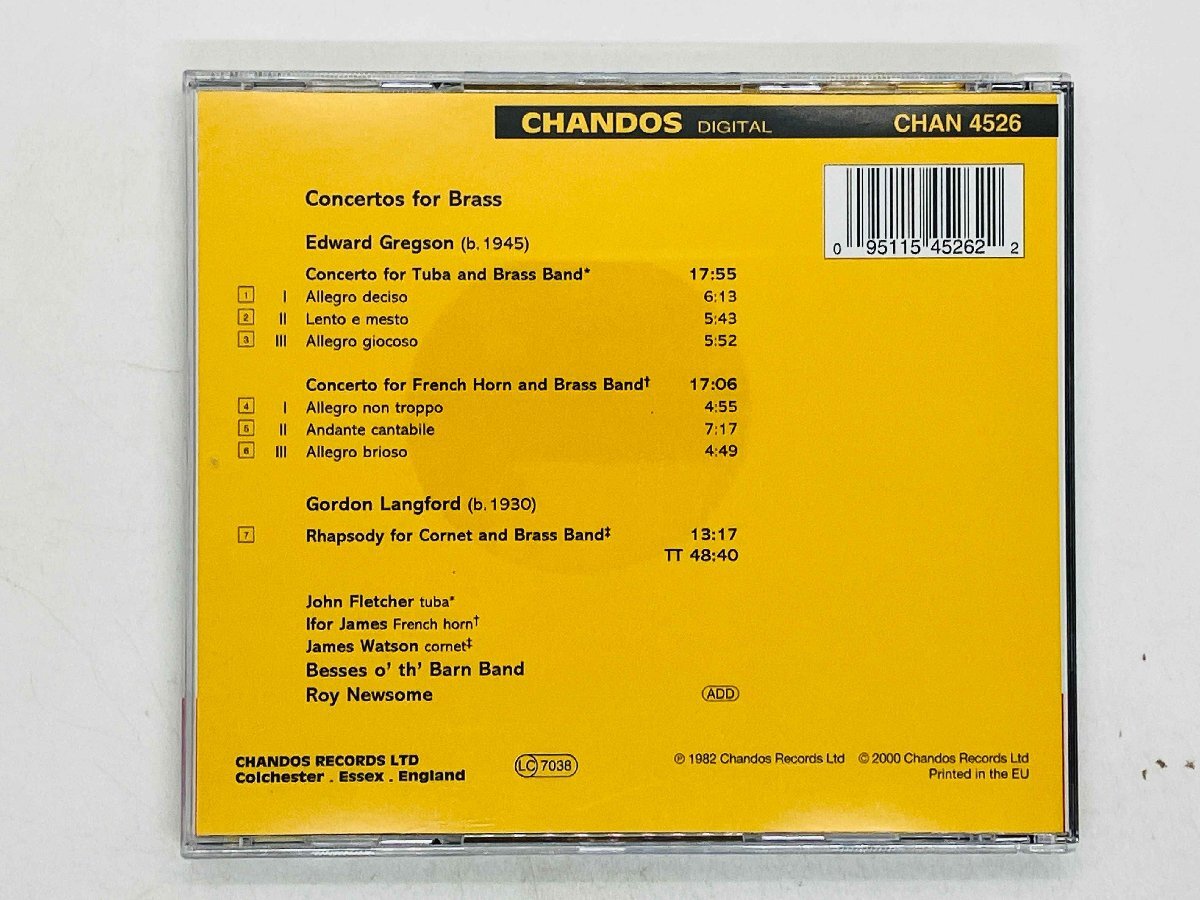 CHANDOS DIGITAL CHAN 4526
0 95115 45262 2
Concertos for Brass
Edward Gregson (b. 1945)
Concerto for Tuba and Brass Band* 17:55
1 I Allegro deciso 6:13
2 II Lento e mesto 5:43
3 III Allegro giocoso 5:52
Concerto for French Horn and Brass Band† 17:06
4 I Allegro non troppo 4:55
5 II Andante cantabile 7:17
6 III Allegro brioso 4:49
Gordon Langford (b. 1930)
7 Rhapsody for Cornet and Brass Band‡ 13:17
TT 48:40
John Fletcher tuba*
Ifor James French horn†
James Watson cornet‡
Besses o' th' Barn Band
Roy Newsome ADD
CHANDOS RECORDS LTD
Colchester . Essex . England
LC 7038
℗ 1982 Chandos Records Ltd © 2000 Chandos Records Ltd
Printed in the EU